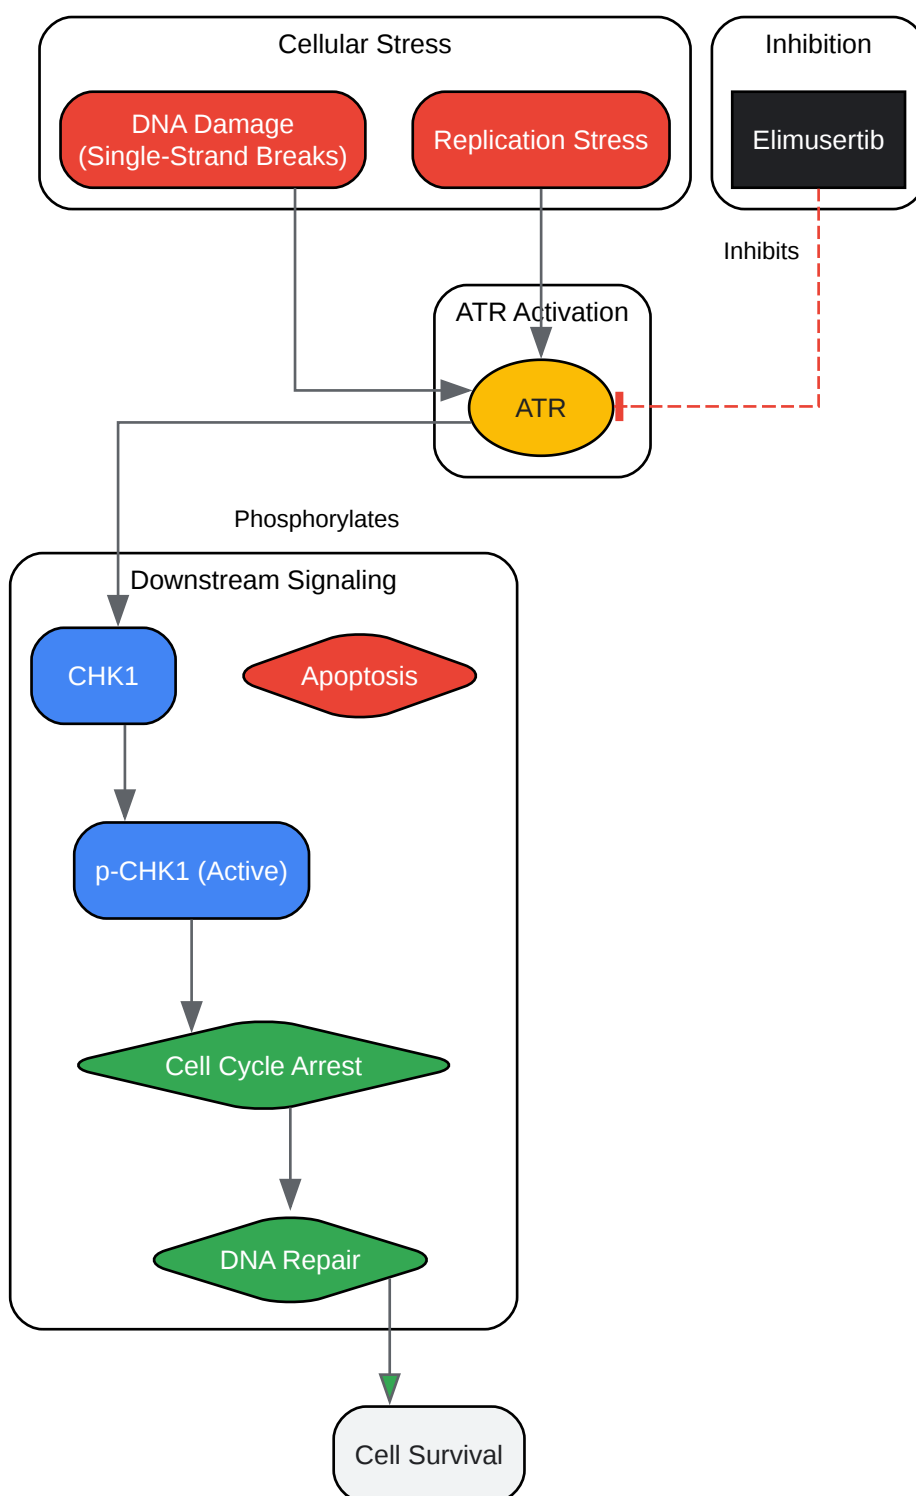 Cellular Stress
Inhibition
DNA Damage
(Single-Strand Breaks)
Replication Stress
Elimusertib
Inhibits
ATR Activation
ATR
Phosphorylates
Downstream Signaling
CHK1
Apoptosis
p-CHK1 (Active)
Cell Cycle Arrest
DNA Repair
Cell Survival